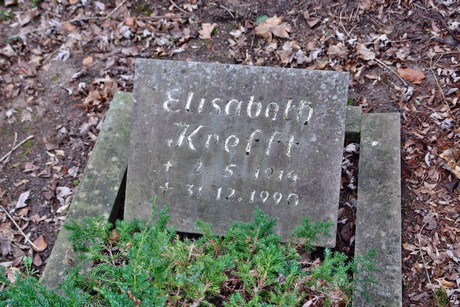 Elisabeth
Krefft
† 2. 5. 1914
† 31. 12. 1990